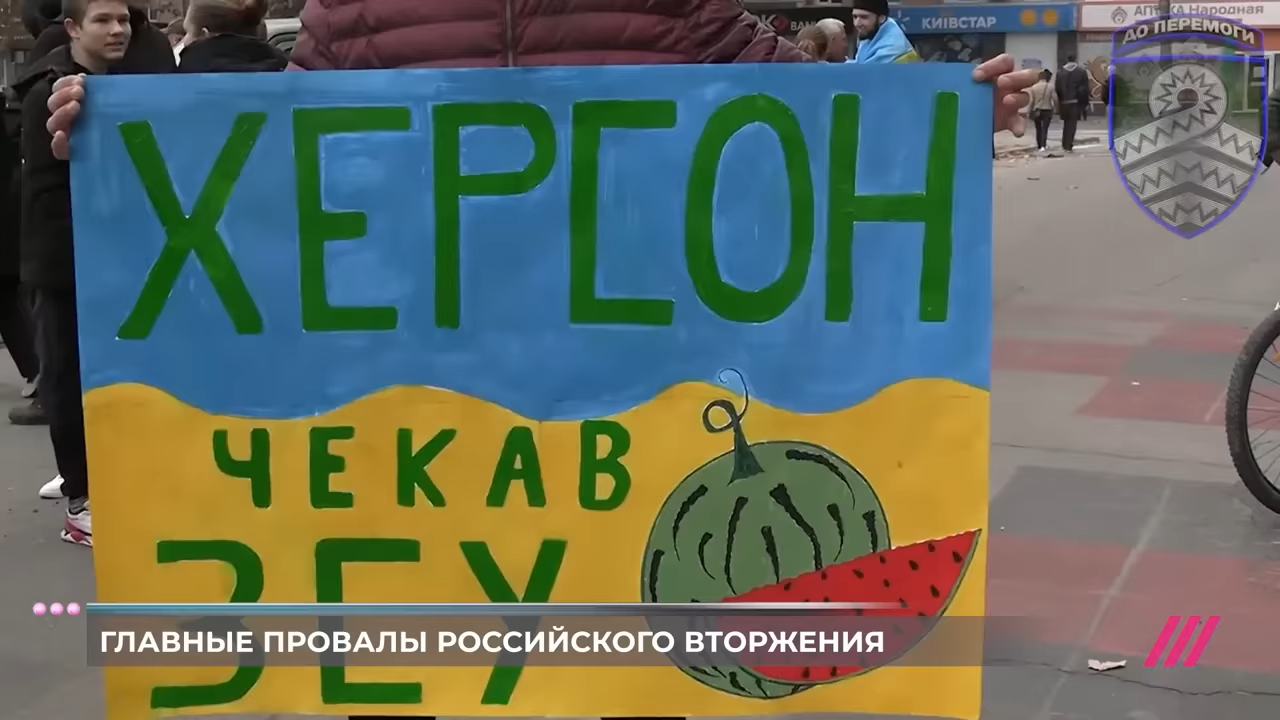 КИЇВСТАР
АПТЕКА Народная
ДО ПЕРЕМОГИ
ХЕРСОН
ЧЕКАВ
ЗСУ
ГЛАВНЫЕ ПРОВАЛЫ РОССИЙСКОГО ВТОРЖЕНИЯ